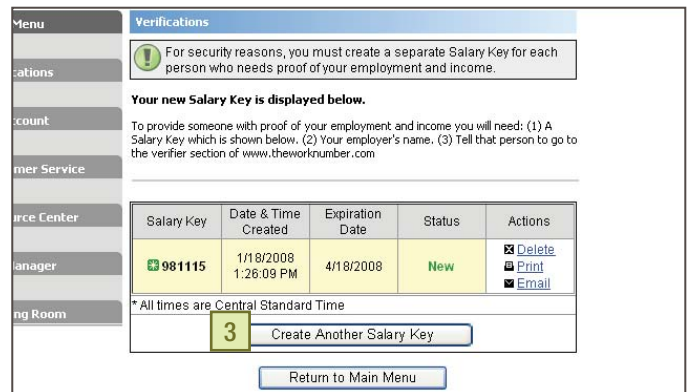 Menu
Verifications
For security reasons, you must create a separate Salary Key for each
person who needs proof of your employment and income.
cations
Your new Salary Key is displayed below.
ccount
To provide someone with proof of your employment and income you will need: (1) A
Salary Key which is shown below. (2) Your employer's name. (3) Tell that person to go to
the verifier section of www.theworknumber.com
mer Service
urce Center
Salary Key
Date & Time
Created
Expiration
Date
Status
Actions
981115
1/18/2008
1:26:09 PM
4/18/2008
New
Delete
Print
Email
lanager
* All times are Central Standard Time
ng Room
3
Create Another Salary Key
Return to Main Menu